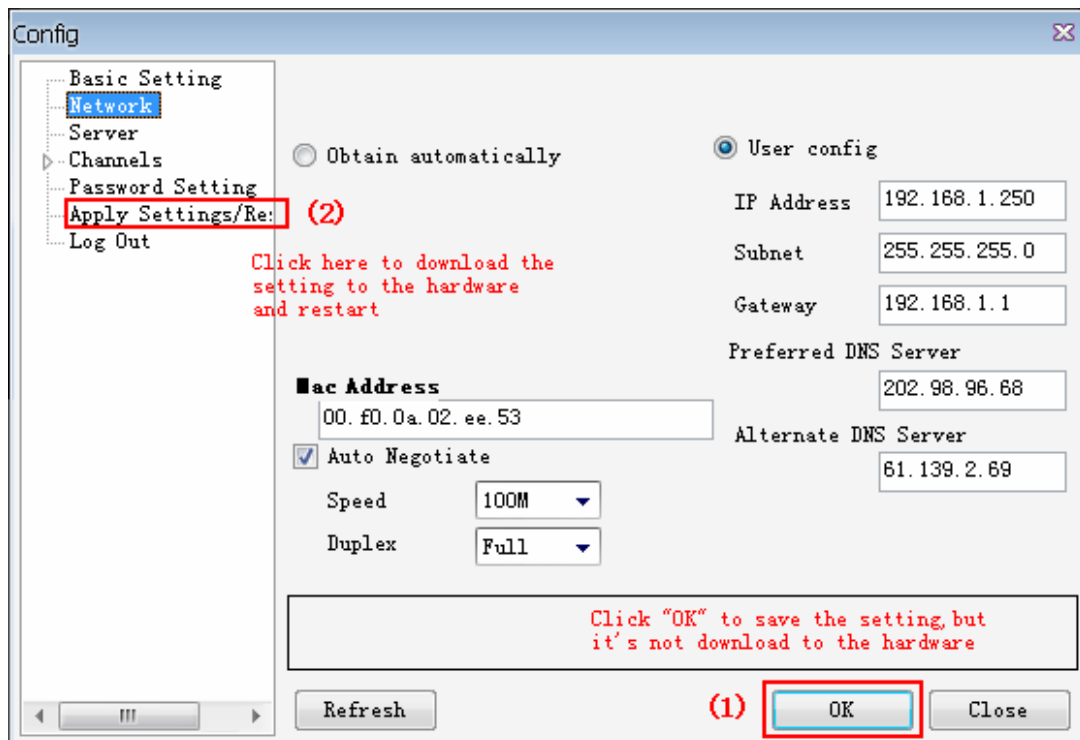 Config
Basic Setting
Network
Server
Channels
Password Setting
Apply Settings/Re:
Log Out
(2)
Click here to download the
setting to the hardware
and restart
Obtain automatically
User config
IP Address 192.168.1.250
Subnet 255.255.255.0
Gateway 192.168.1.1
Preferred DNS Server
202.98.96.68
Alternate DNS Server
61.139.2.69
Mac Address
00.f0.0a.02.ee.53
Auto Negotiate
Speed 100M
Duplex Full
Click "OK" to save the setting,but
it's not download to the hardware
Refresh
(1)
OK
Close